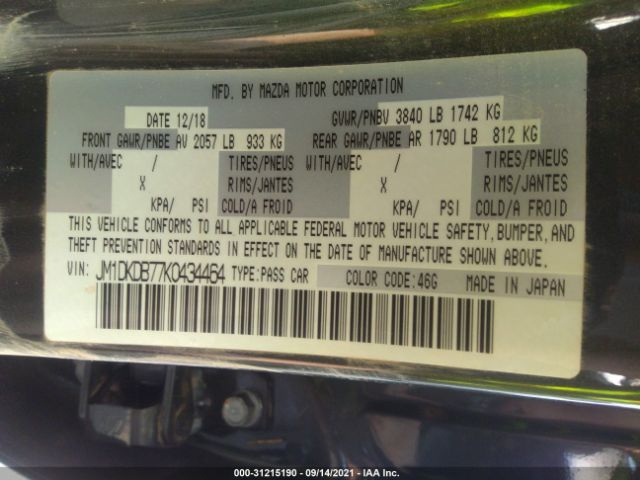 MFD. BY MAZDA MOTOR CORPORATION
DATE 12/18 GVWR/PNBV 3840 LB 1742 KG
FRONT GAWR/PNBE AV 2057 LB 933 KG REAR GAWR/PNBE AR 1790 LB 812 KG
WITH/AVEC / TIRES/PNEUS WITH/AVEC / TIRES/PNEUS
X RIMS/JANTES X RIMS/JANTES
KPA/ PSI COLD/A FROID KPA/ PSI COLD/A FROID
THIS VEHICLE CONFORMS TO ALL APPLICABLE FEDERAL MOTOR VEHICLE SAFETY, BUMPER, AND
THEFT PREVENTION STANDARDS IN EFFECT ON THE DATE OF MANUFACTURE SHOWN ABOVE.
VIN: JM1DKDB77K0434464 TYPE:PASS CAR COLOR CODE:46G MADE IN JAPAN
000-31215190 - 09/14/2021 - IAA Inc.